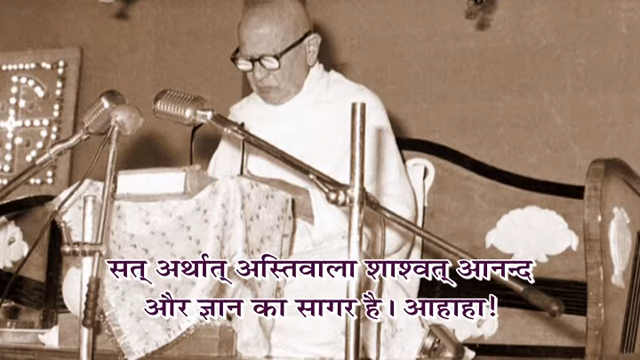 सत् अर्थात् अस्तिवाला शाश्वत् आनन्द
और ज्ञान का सागर है। आहाहा!